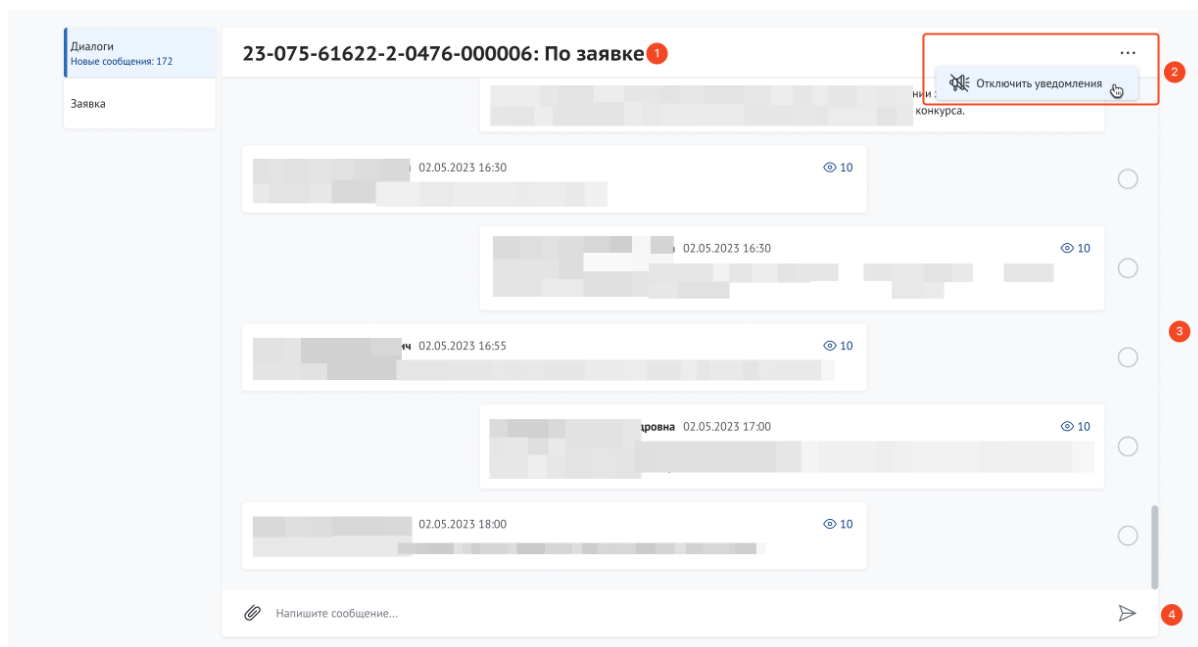 Диалоги
Новые сообщения: 172
Заявка
23-075-61622-2-0476-000006: По заявке 1
...
2
Отключить уведомления
конкурса.
02.05.2023 16:30
10
02.05.2023 16:30
10
3
02.05.2023 16:55
10
02.05.2023 17:00
10
02.05.2023 18:00
10
Напишите сообщение...
4